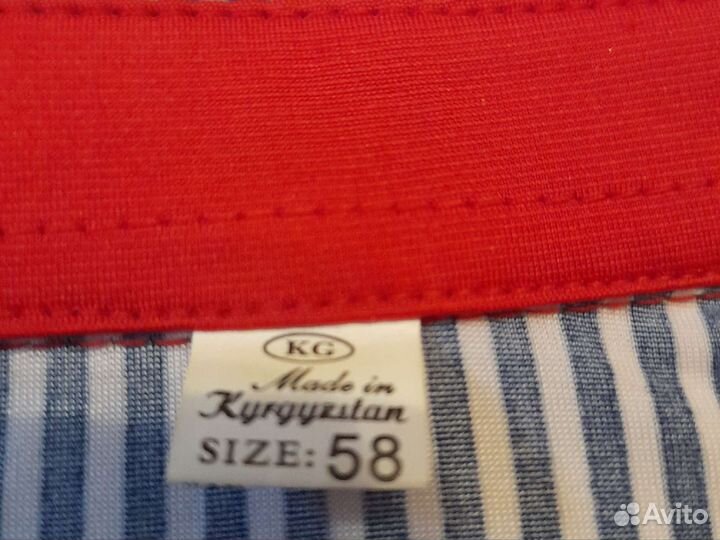 KG
Made in
Kyrgyzstan
SIZE: 58
Avito